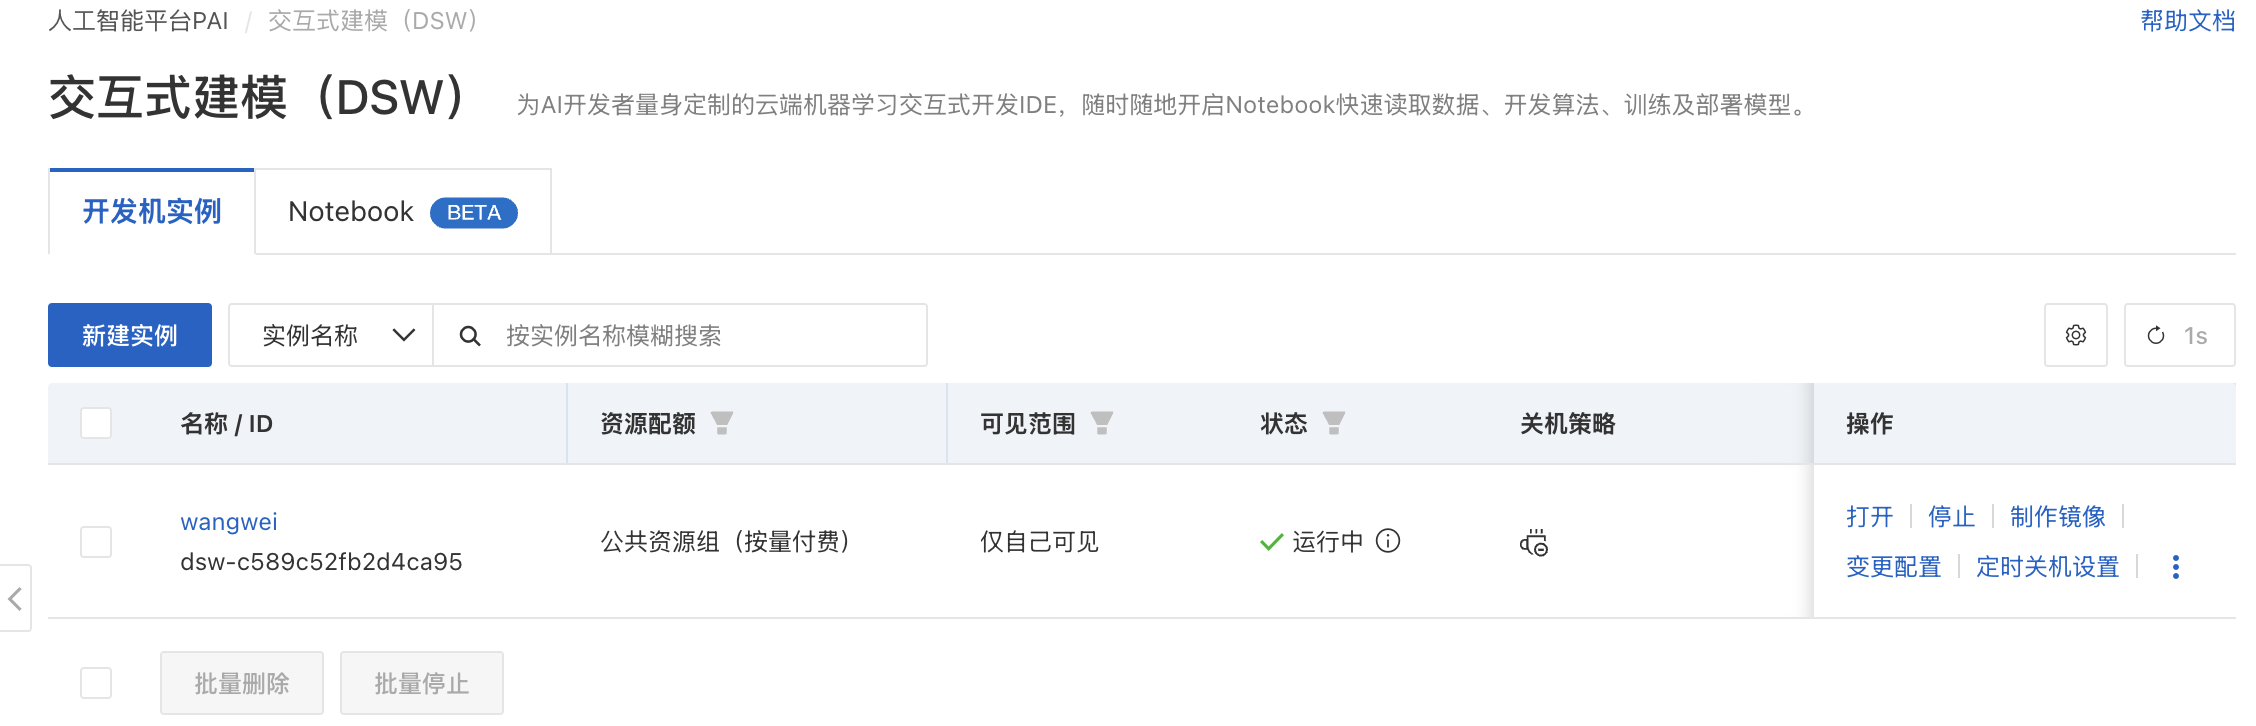 人工智能平台PAI / 交互式建模（DSW） 帮助文档
交互式建模（DSW） 为AI开发者量身定制的云端机器学习交互式开发IDE，随时随地开启Notebook快速读取数据、开发算法、训练及部署模型。
开发机实例 Notebook BETA
新建实例 实例名称 按实例名称模糊搜索 1s
名称 / ID 资源配额 可见范围 状态 关机策略 操作
wangwei
dsw-c589c52fb2d4ca95
公共资源组（按量付费） 仅自己可见 运行中
打开 停止 制作镜像
变更配置 定时关机设置
批量删除 批量停止